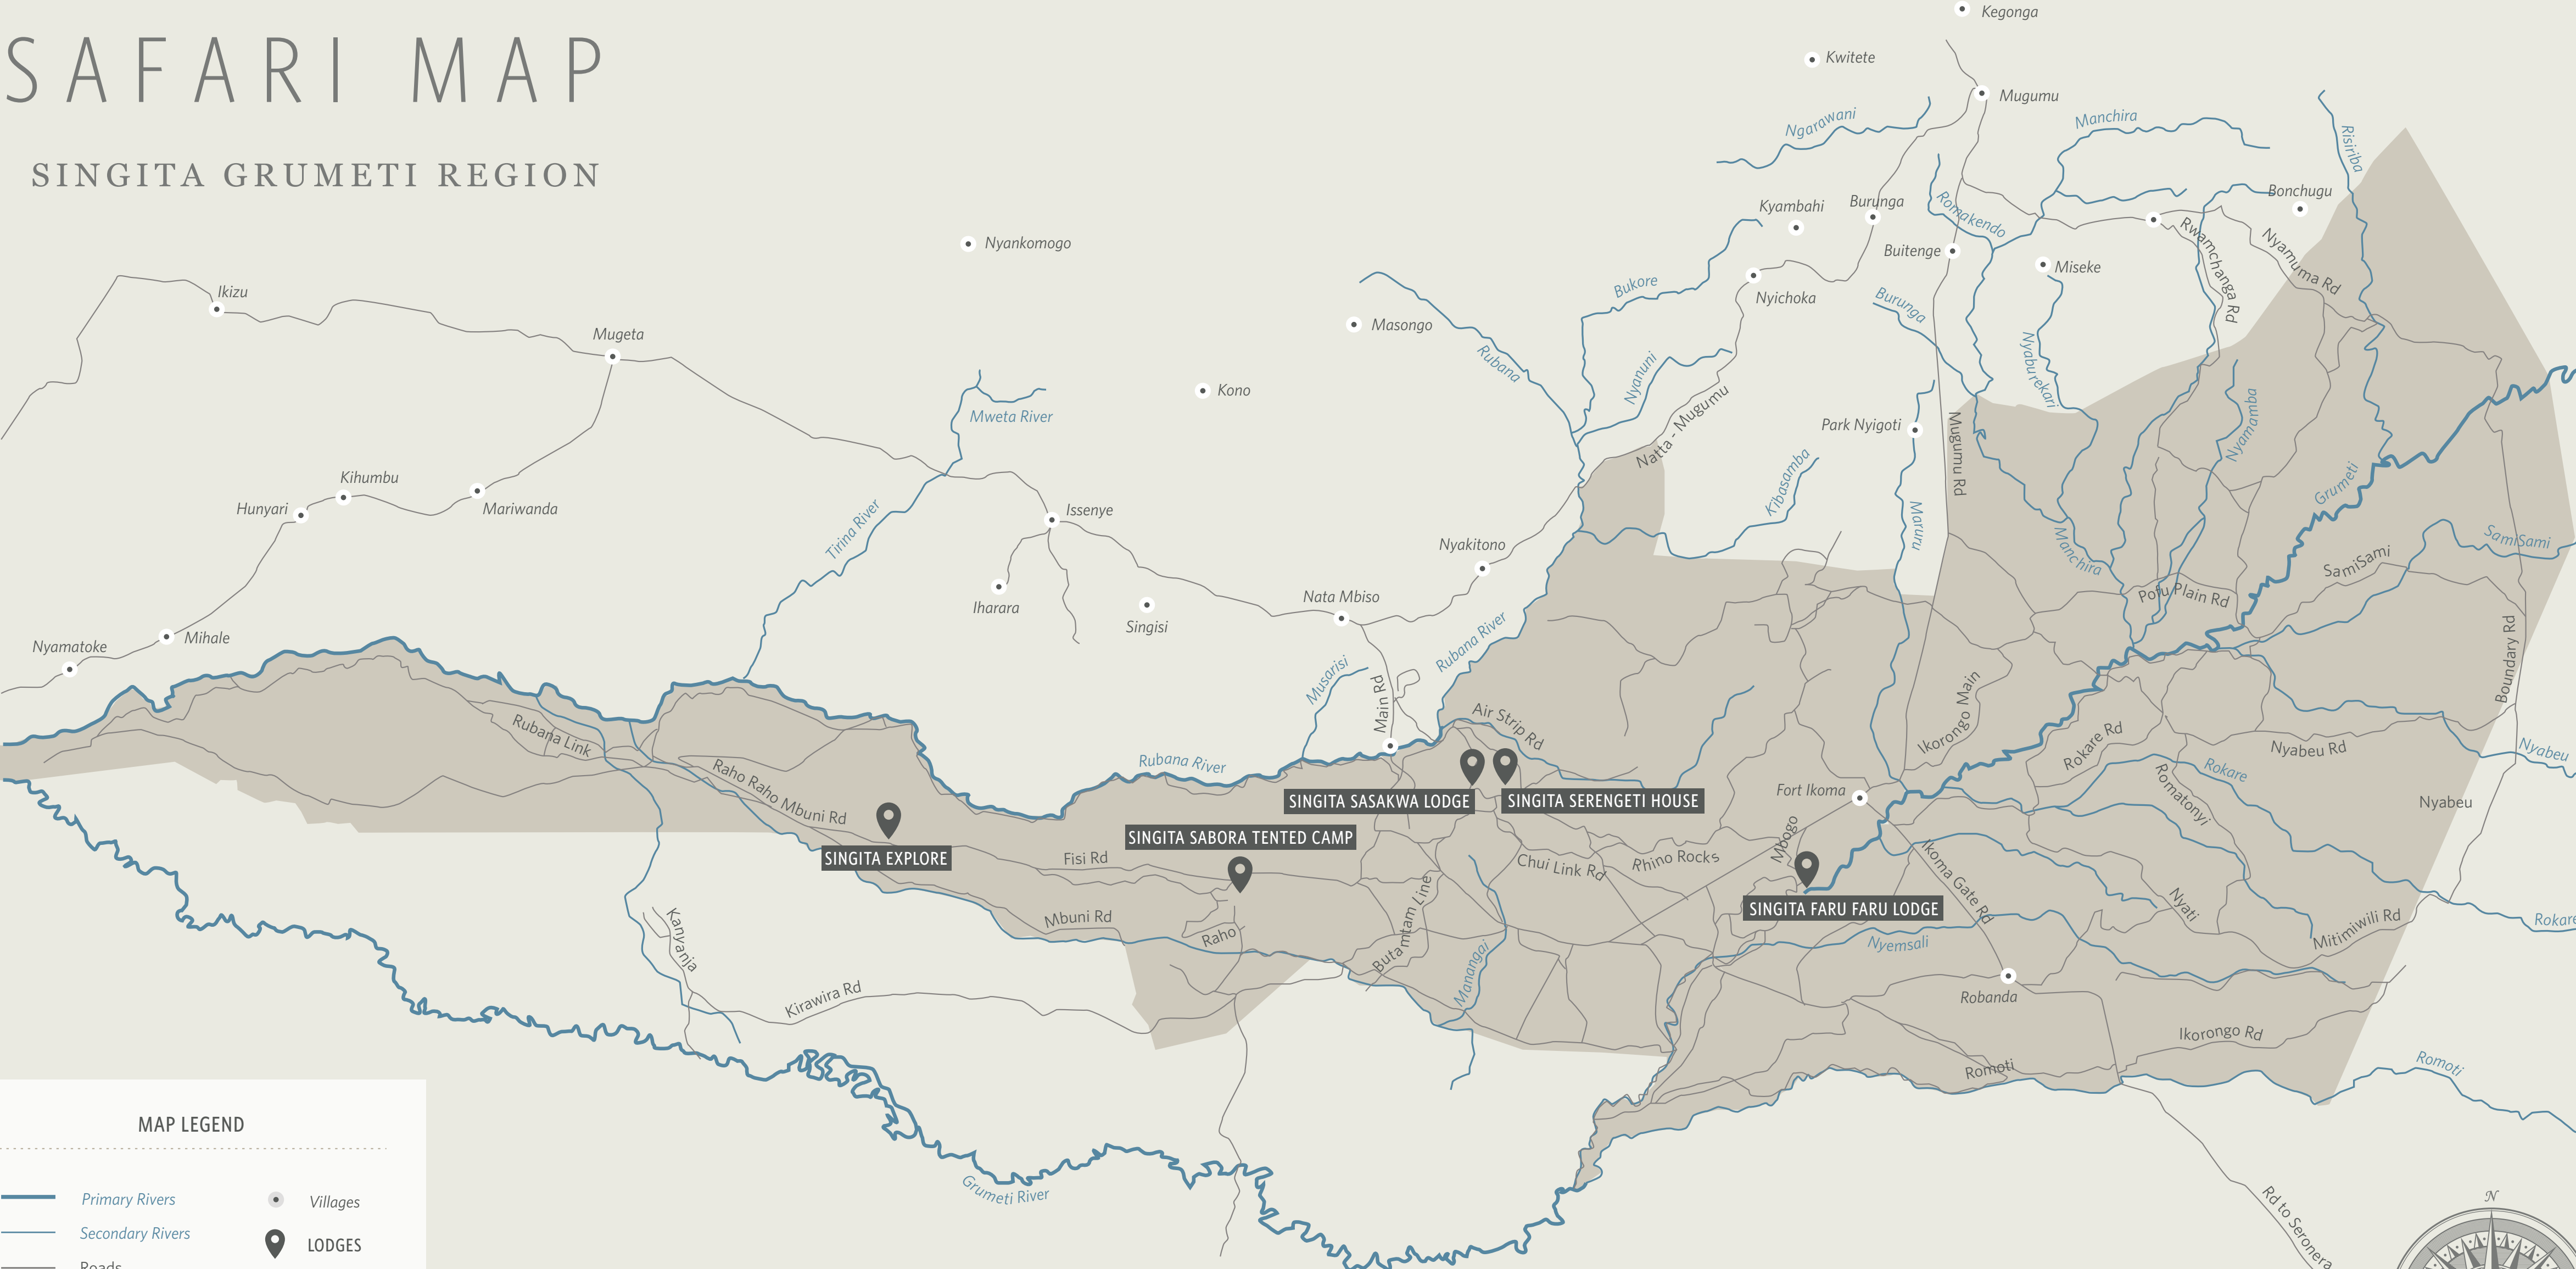 SAFARI MAP
SINGITA GRUMETI REGION
Kegonga
Kwitete
Mugumu
Ngarawani
Manchira
Risiriba
Bonchugu
Kyambahi
Burunga
Romakendo
Rwamchanga Rd
Nyamuma Rd
Nyankomogo
Buitenge
Miseke
Ikizu
Bukore
Nyichoka
Burunga
Masongo
Mugeta
Rubana
Nyanuni
Nyaburekari
Kono
Mweta River
Natta - Mugumu
Park Nyigoti
Mugumu Rd
Nyamamba
Kihumbu
Hunyari
Mariwanda
Kibasamba
Grumeti
Issenye
Tirina River
Maruru
Manchira
SamiSami
SamiSami
Nyakitono
Iharara
Singisi
Nata Mbiso
Pofu Plain Rd
Nyamatoke
Mihale
Rubana River
Boundary Rd
Musarisi
Main Rd
Air Strip Rd
Ikorongo Main
Rubana Link
Rokare Rd
Nyabeu Rd
Nyabeu
Rubana River
Raho Raho Mbuni Rd
Rokare
Romatonyi
Fort Ikoma
Nyabeu
SINGITA SASAKWA LODGE
SINGITA SERENGETI HOUSE
SINGITA SABORA TENTED CAMP
SINGITA EXPLORE
Fisi Rd
Chui Link Rd
Rhino Rocks
Mbogo
Ikoma Gate Rd
SINGITA FARU FARU LODGE
Nyati
Mbuni Rd
Raho
Butamtam Line
Kanyanja
Manangai
Nyemsali
Mitimiwili Rd
Rokare
Kirawira Rd
Robanda
Ikorongo Rd
Romoti
Romoti
Grumeti River
Rd to Seronera
N
MAP LEGEND
Primary Rivers
Villages
Secondary Rivers
LODGES
Roads